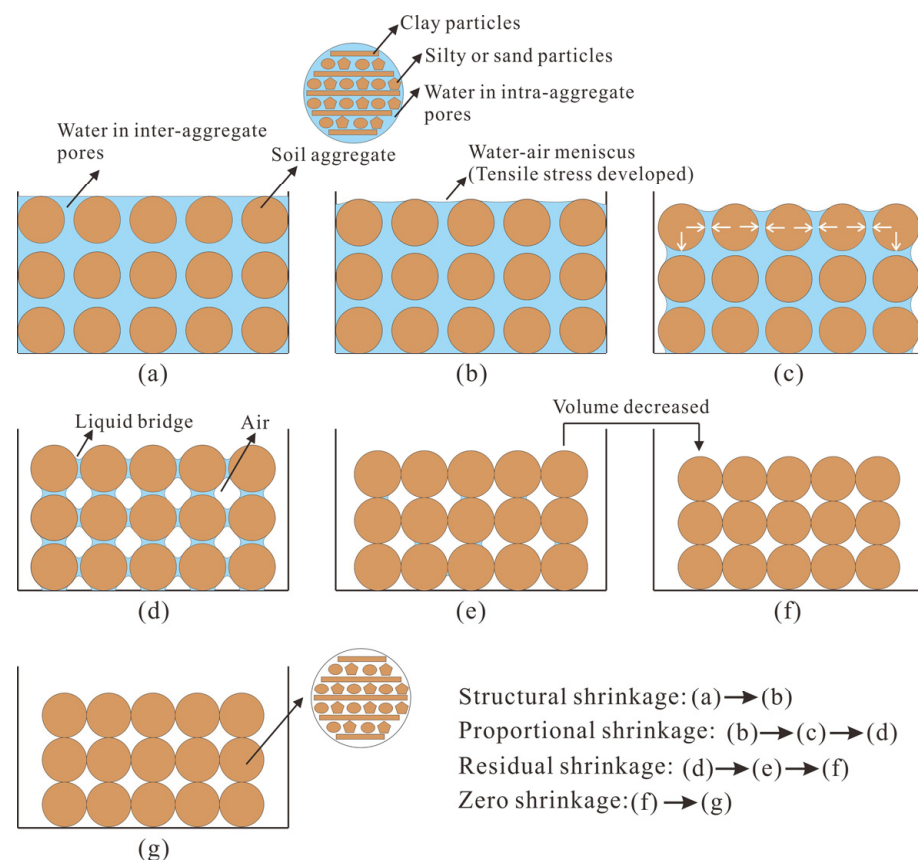 Clay particles
Silty or sand particles
Water in intra-aggregate
pores
Water in inter-aggregate
pores
Soil aggregate
Water-air meniscus
(Tensile stress developed)
(a)
(b)
(c)
Liquid bridge
Air
Volume decreased
(d)
(e)
(f)
Structural shrinkage: (a)→(b)
Proportional shrinkage: (b)→(c)→(d)
Residual shrinkage: (d)→(e)→(f)
Zero shrinkage:(f)→(g)
(g)